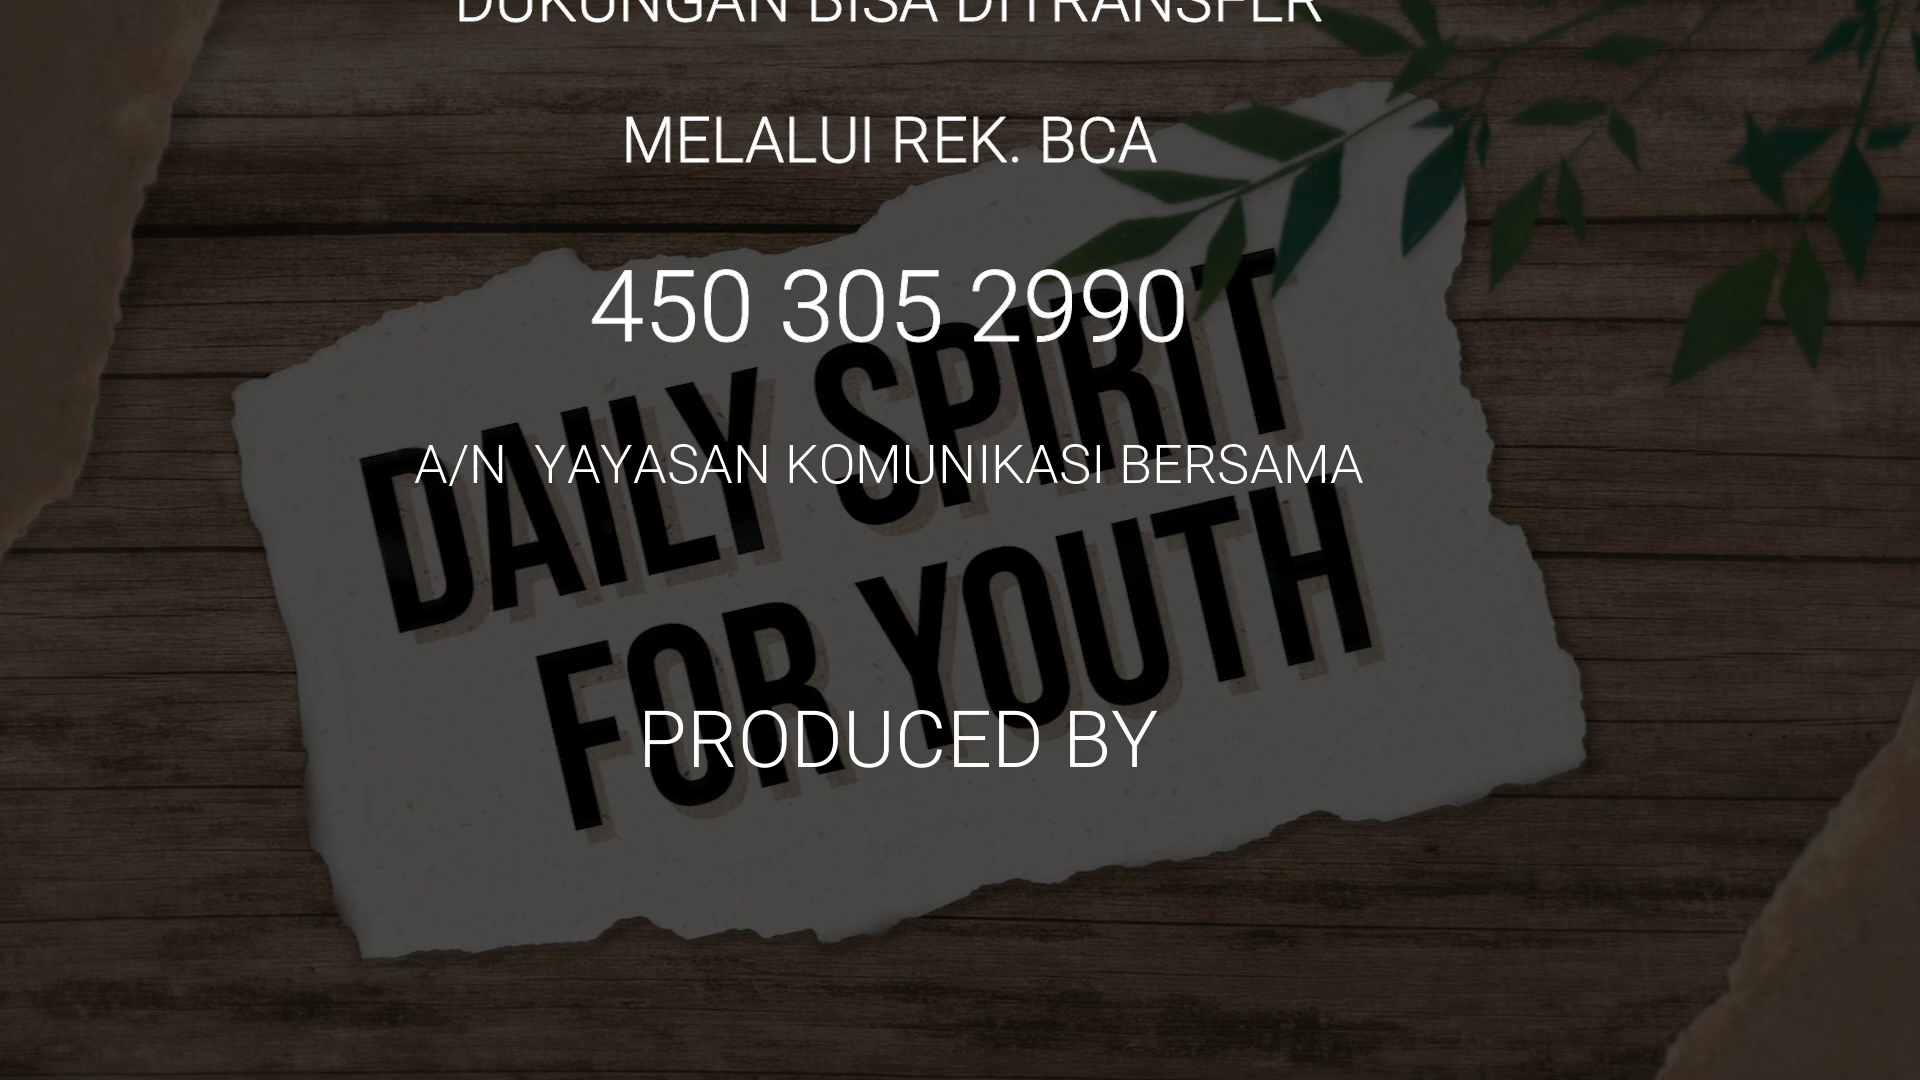 DUKUNGAN BISA DITRANSFER
MELALUI REK. BCA
450 305 2990
A/N YAYASAN KOMUNIKASI BERSAMA
DAILY SPIRIT
FOR YOUTH
PRODUCED BY